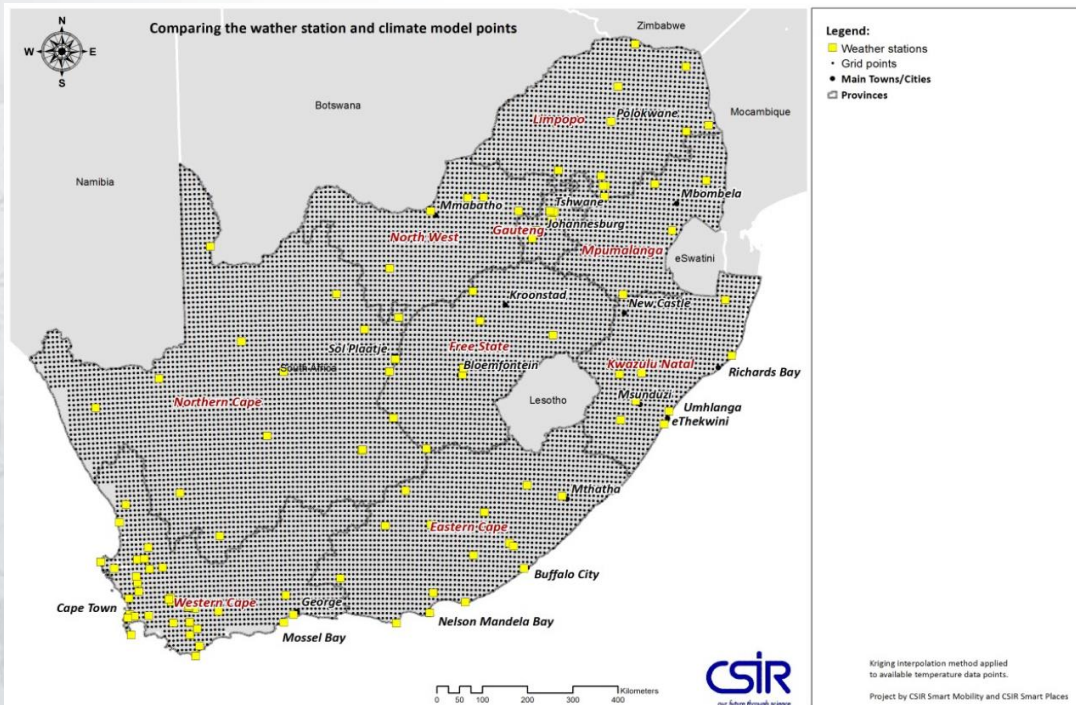 Comparing the wather station and climate model points
N
W
E
S
Zimbabwe
Botswana
Mocambique
Namibia
Limpopo
Polokwane
Mmabatho
Tshwane
Mbombela
North West
Gauteng
Johannesburg
Mpumalanga
eSwatini
Kroonstad
New Castle
Sol Plaatje
Free State
South Africa
Bloemfontein
Kwazulu Natal
Richards Bay
Northern Cape
Lesotho
Msunduzi
Umhlanga
eThekwini
Mthatha
Eastern Cape
Buffalo City
Cape Town
Western Cape
George
Nelson Mandela Bay
Mossel Bay
Kilometers
0 50 100 200 300 400
CSIR
our future through science
Legend:
Weather stations
Grid points
Main Towns/Cities
Provinces
Kriging interpolation method applied
to available temperature data points.
Project by CSIR Smart Mobility and CSIR Smart Places